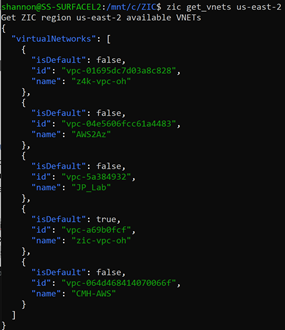 shannon@SS-SURFACEL2:/mnt/c/ZIC$ zic get_vnets us-east-2
Get ZIC region us-east-2 available VNETs
{
  "virtualNetworks": [
    {
      "isDefault": false,
      "id": "vpc-01695dc7d03a8c828",
      "name": "z4k-vpc-oh"
    },
    {
      "isDefault": false,
      "id": "vpc-04e5606fcc61a4483",
      "name": "AWS2Az"
    },
    {
      "isDefault": false,
      "id": "vpc-5a384932",
      "name": "JP_Lab"
    },
    {
      "isDefault": true,
      "id": "vpc-a69b0fcf",
      "name": "zic-vpc-oh"
    },
    {
      "isDefault": false,
      "id": "vpc-064d468414070066f",
      "name": "CMH-AWS"
    }
  ]
}